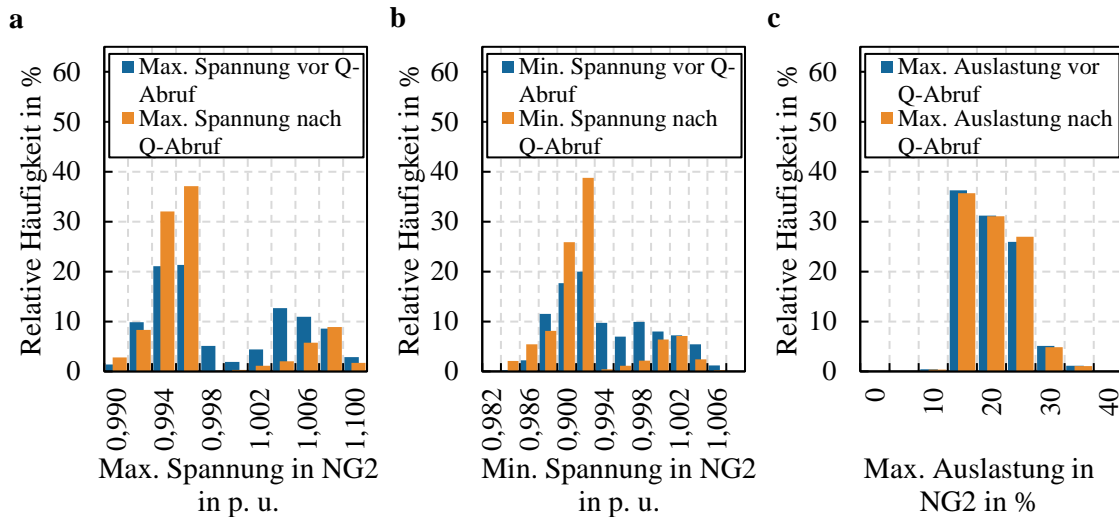 a
Relative Häufigkeit in %
60
50
40
30
20
10
0
Max. Spannung vor Q-
Abruf
Max. Spannung nach
Q-Abruf
0,990
0,994
0,998
1,002
1,006
1,100
Max. Spannung in NG2
in p. u.
b
Relative Häufigkeit in %
60
50
40
30
20
10
0
Min. Spannung vor Q-
Abruf
Min. Spannung nach
Q-Abruf
0,982
0,986
0,900
0,994
0,998
1,002
1,006
Min. Spannung in NG2
in p. u.
c
Relative Häufigkeit in %
60
50
40
30
20
10
0
Max. Auslastung vor
Q-Abruf
Max. Auslastung nach
Q-Abruf
0
10
20
30
40
Max. Auslastung in
NG2 in %